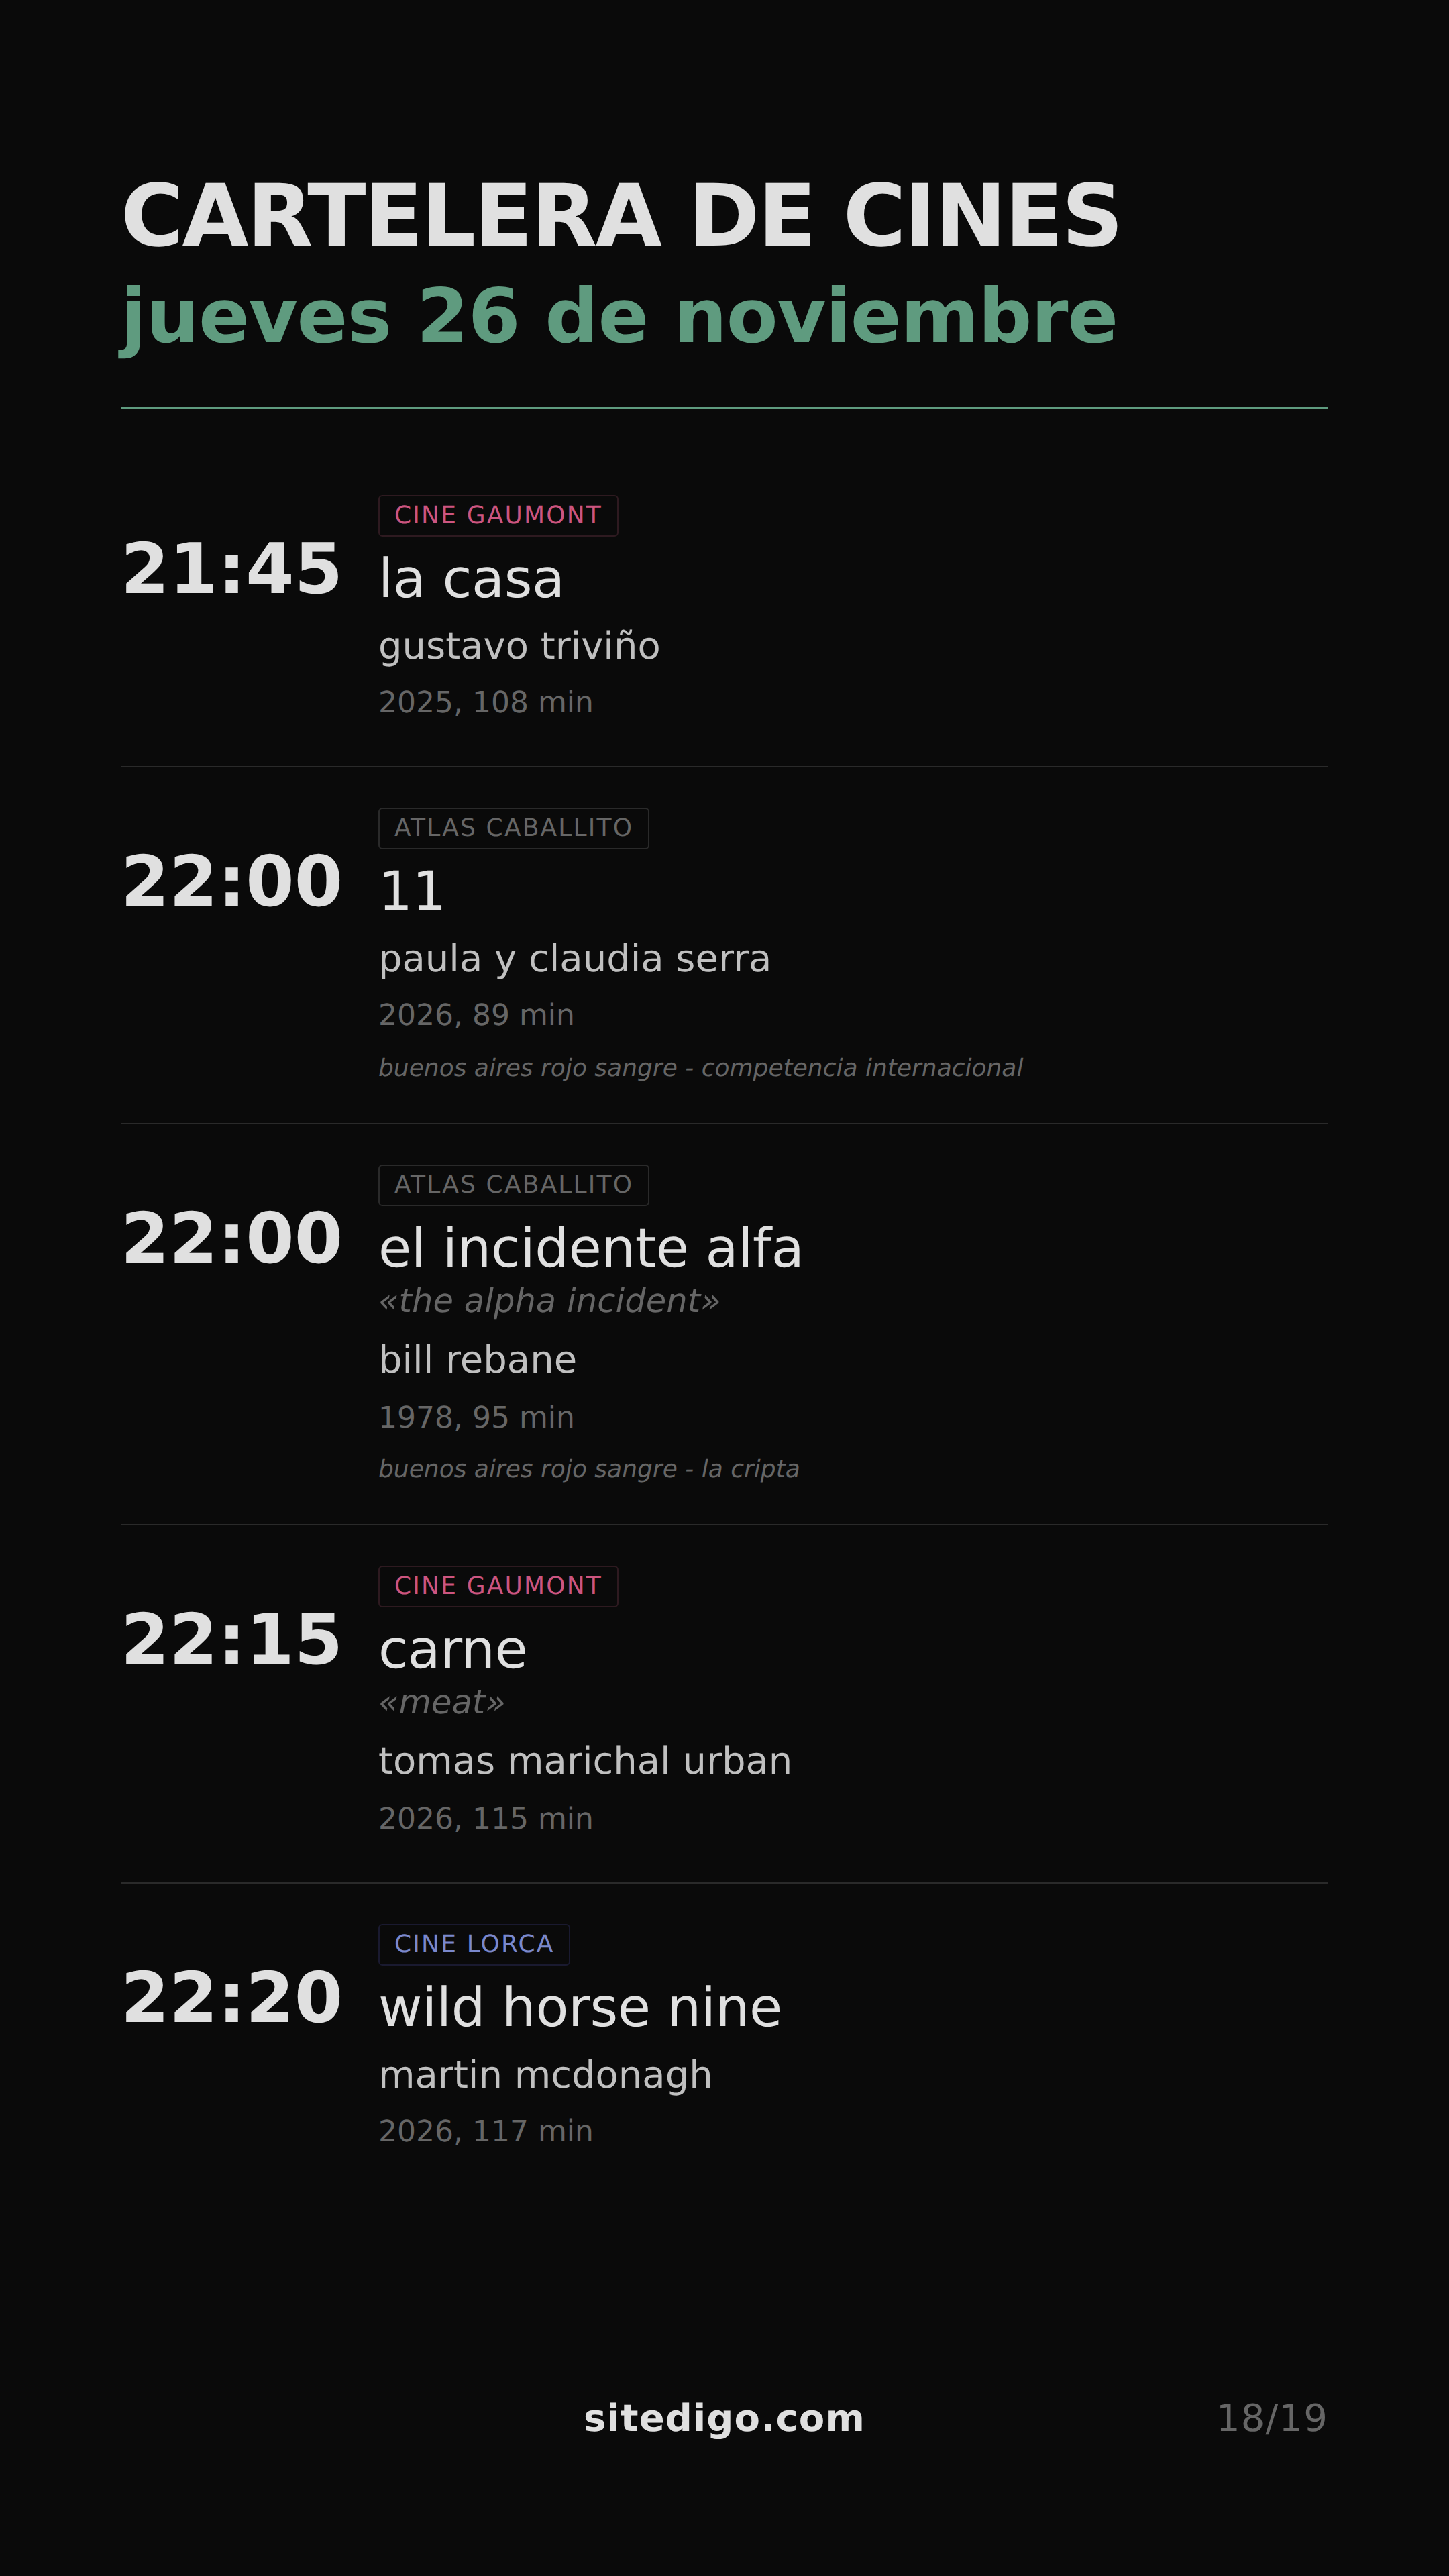 CARTELERA DE CINES
jueves 26 de noviembre
CINE GAUMONT
21:45
la casa
gustavo triviño
2025, 108 min
ATLAS CABALLITO
22:00
11
paula y claudia serra
2026, 89 min
buenos aires rojo sangre - competencia internacional
ATLAS CABALLITO
22:00
el incidente alfa
«the alpha incident»
bill rebane
1978, 95 min
buenos aires rojo sangre - la cripta
CINE GAUMONT
22:15
carne
«meat»
tomas marichal urban
2026, 115 min
CINE LORCA
22:20
wild horse nine
martin mcdonagh
2026, 117 min
sitedigo.com
18/19